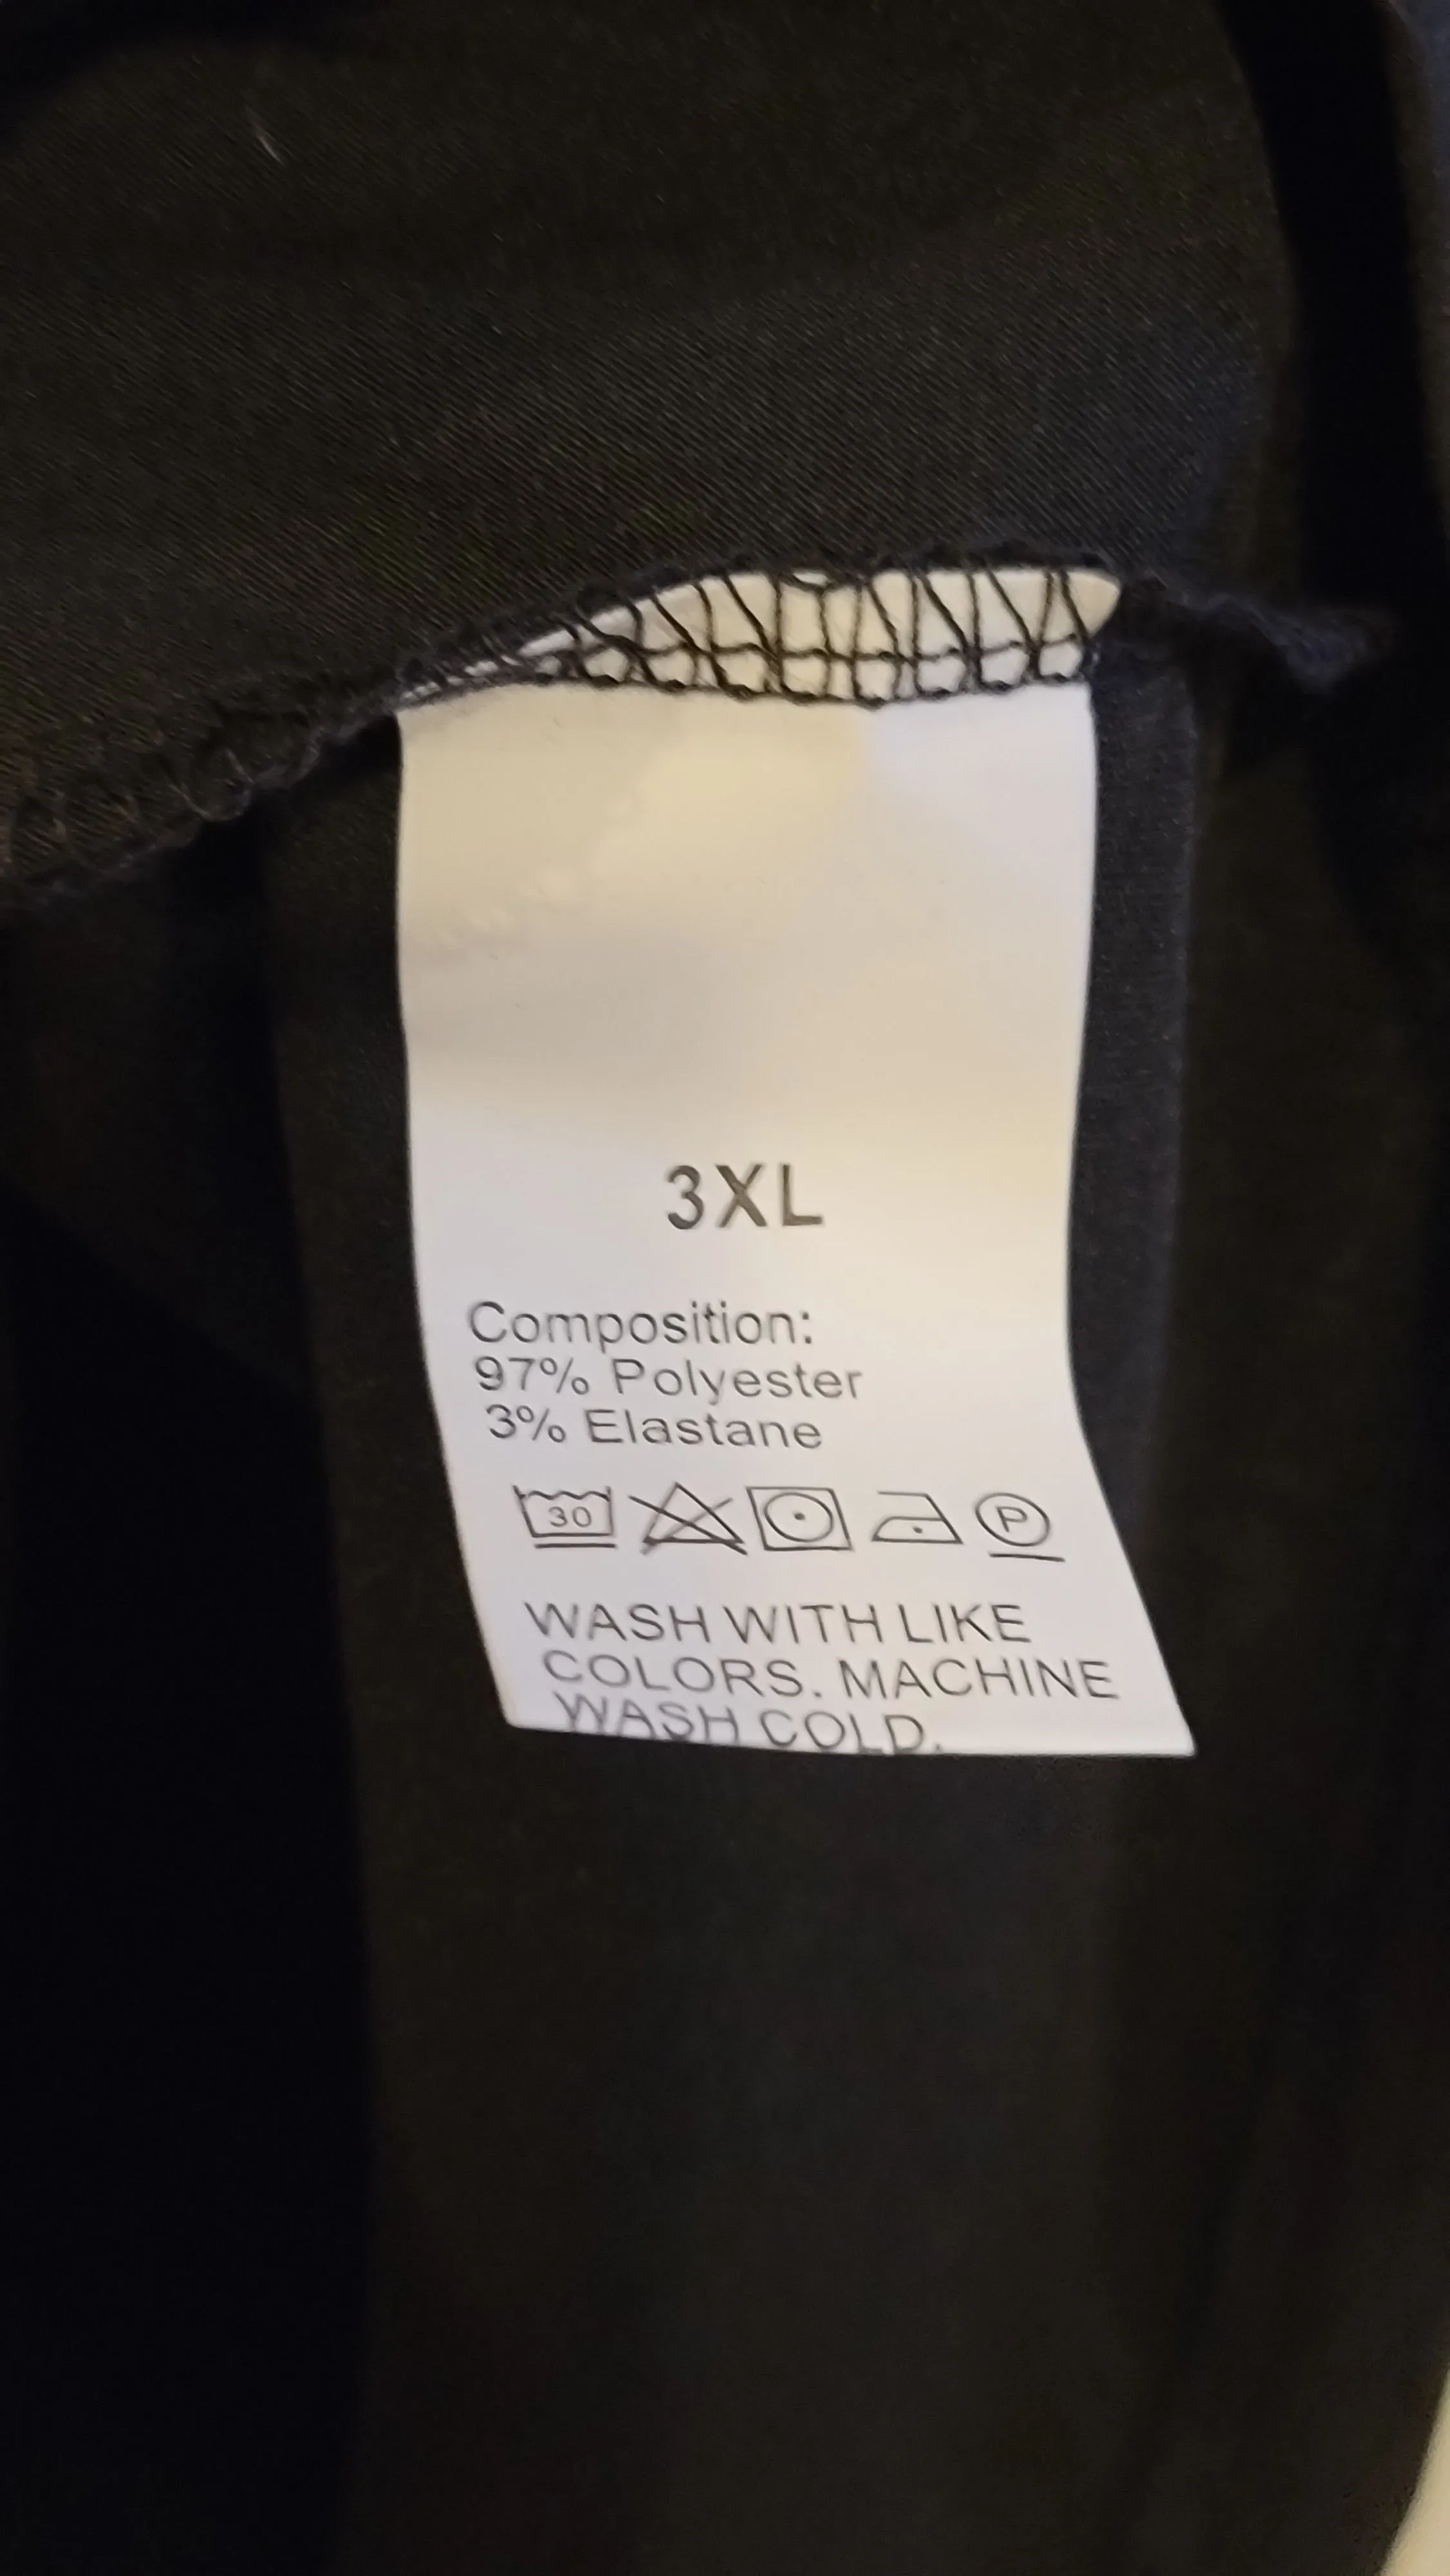 3XL
Composition:
97% Polyester
3% Elastane
30 P
WASH WITH LIKE
COLORS. MACHINE
WASH COLD.